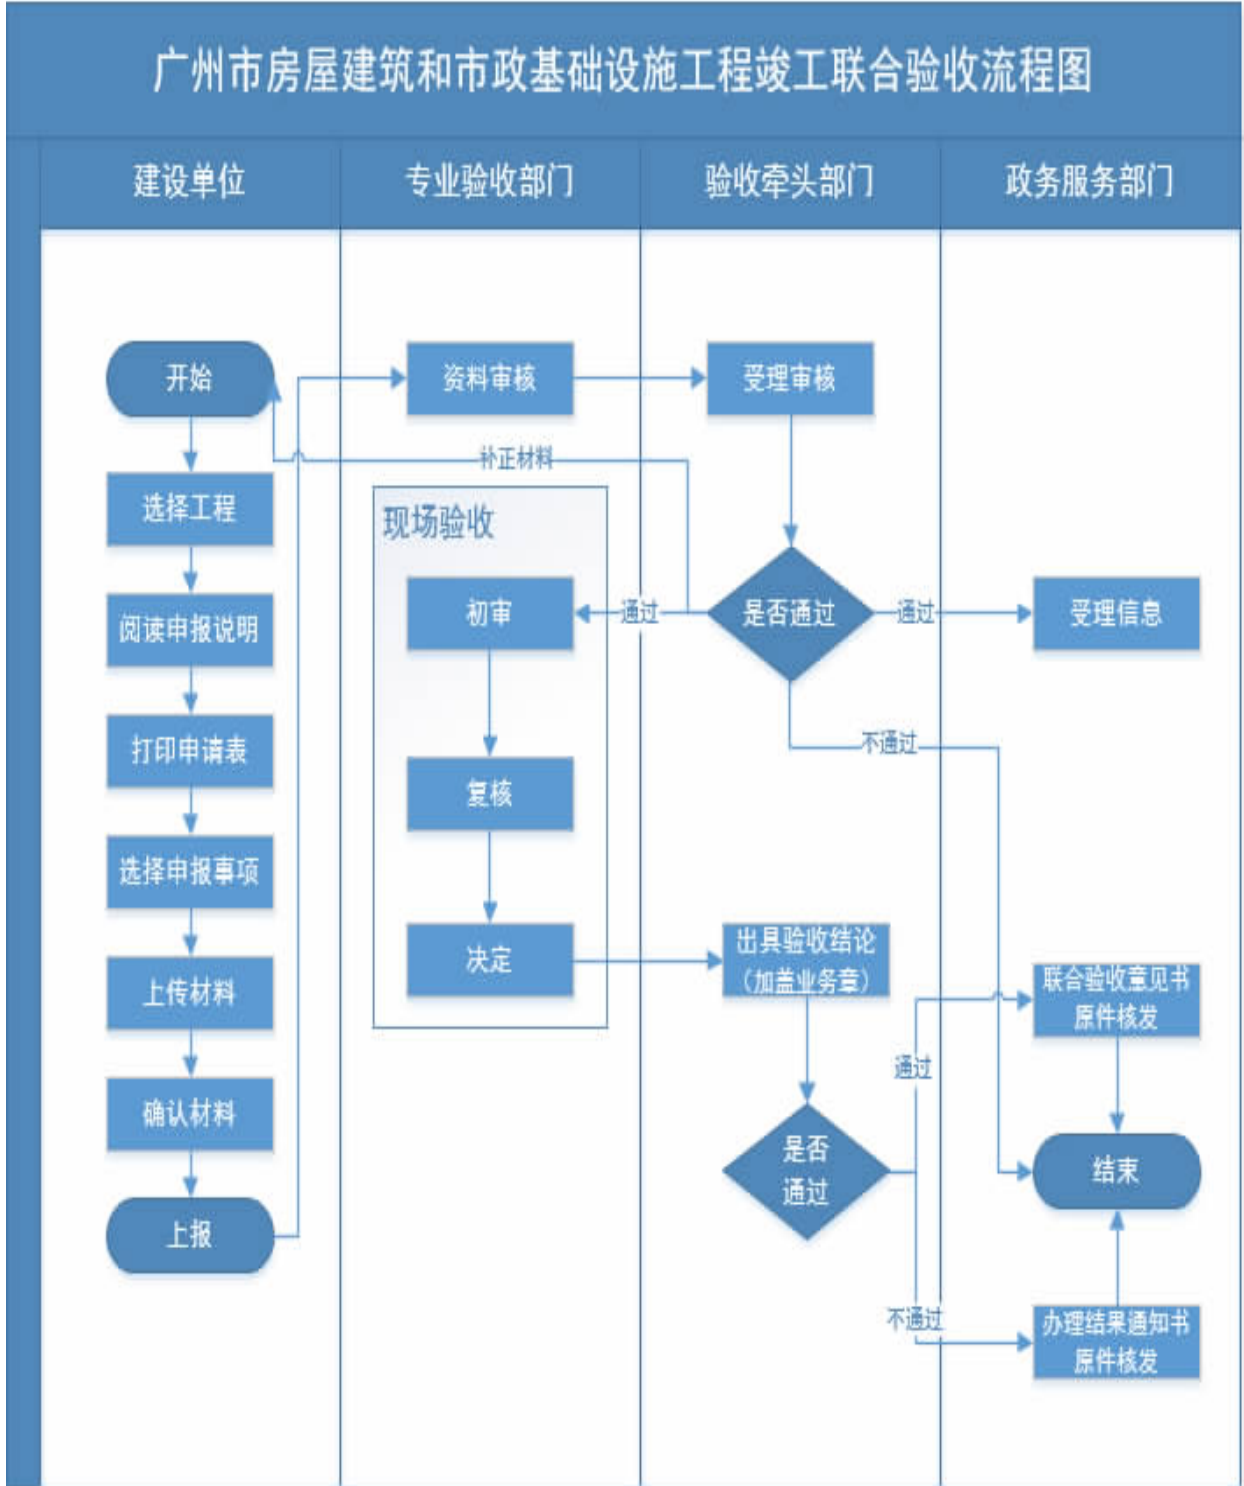 广州市房屋建筑和市政基础设施工程竣工联合验收流程图
建设单位
专业验收部门
验收牵头部门
政务服务部门
开始
资料审核
受理审核
补正材料
选择工程
现场验收
阅读申报说明
初审
通过
是否通过
通过
受理信息
打印申请表
不通过
复核
选择申报事项
上传材料
决定
出具验收结论
（加盖业务章）
联合验收意见书
原件核发
通过
确认材料
是否
通过
结束
上报
不通过
办理结果通知书
原件核发